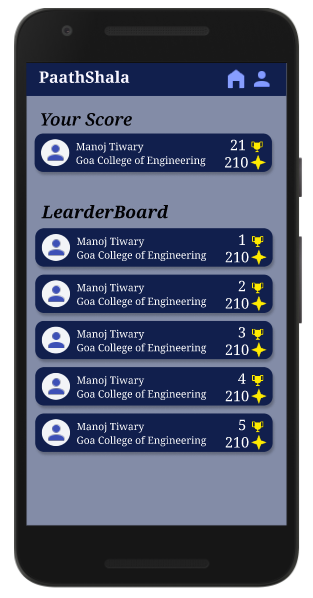 PaathShala
Your Score
Manoj Tiwary 21
Goa College of Engineering 210
LearderBoard
Manoj Tiwary 1
Goa College of Engineering 210
Manoj Tiwary 2
Goa College of Engineering 210
Manoj Tiwary 3
Goa College of Engineering 210
Manoj Tiwary 4
Goa College of Engineering 210
Manoj Tiwary 5
Goa College of Engineering 210